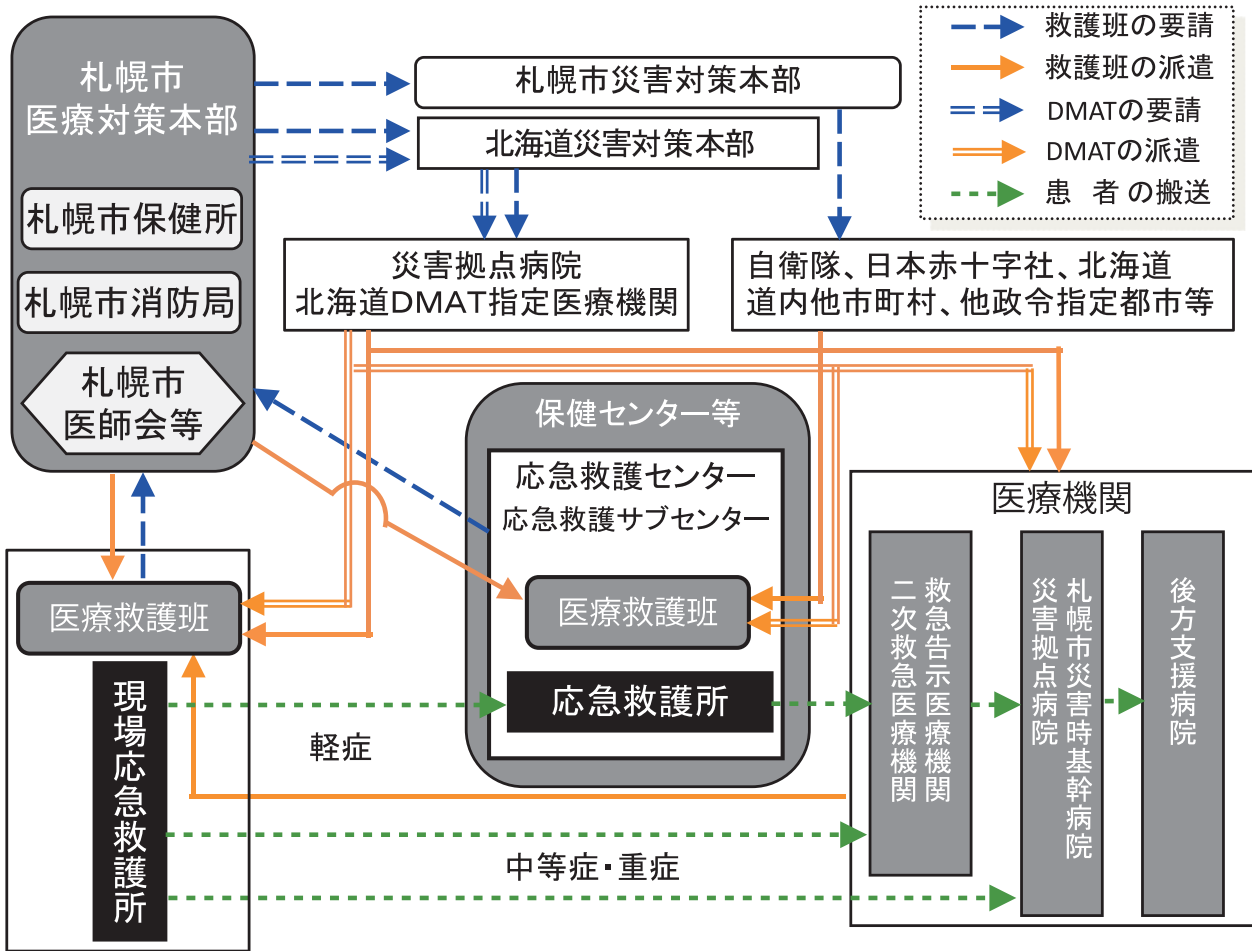 札幌市
医療対策本部
札幌市保健所
札幌市消防局
札幌市
医師会等
札幌市災害対策本部
北海道災害対策本部
救護班の要請
救護班の派遣
DMATの要請
DMATの派遣
患 者の搬送
災害拠点病院
北海道DMAT指定医療機関
自衛隊、日本赤十字社、北海道
道内他市町村、他政令指定都市等
保健センター等
応急救護センター
応急救護サブセンター
医療救護班
応急救護所
医療救護班
現場応急救護所
軽症
中等症・重症
医療機関
救急告示医療機関
二次救急医療機関
札幌市災害時基幹病院
災害拠点病院
後方支援病院